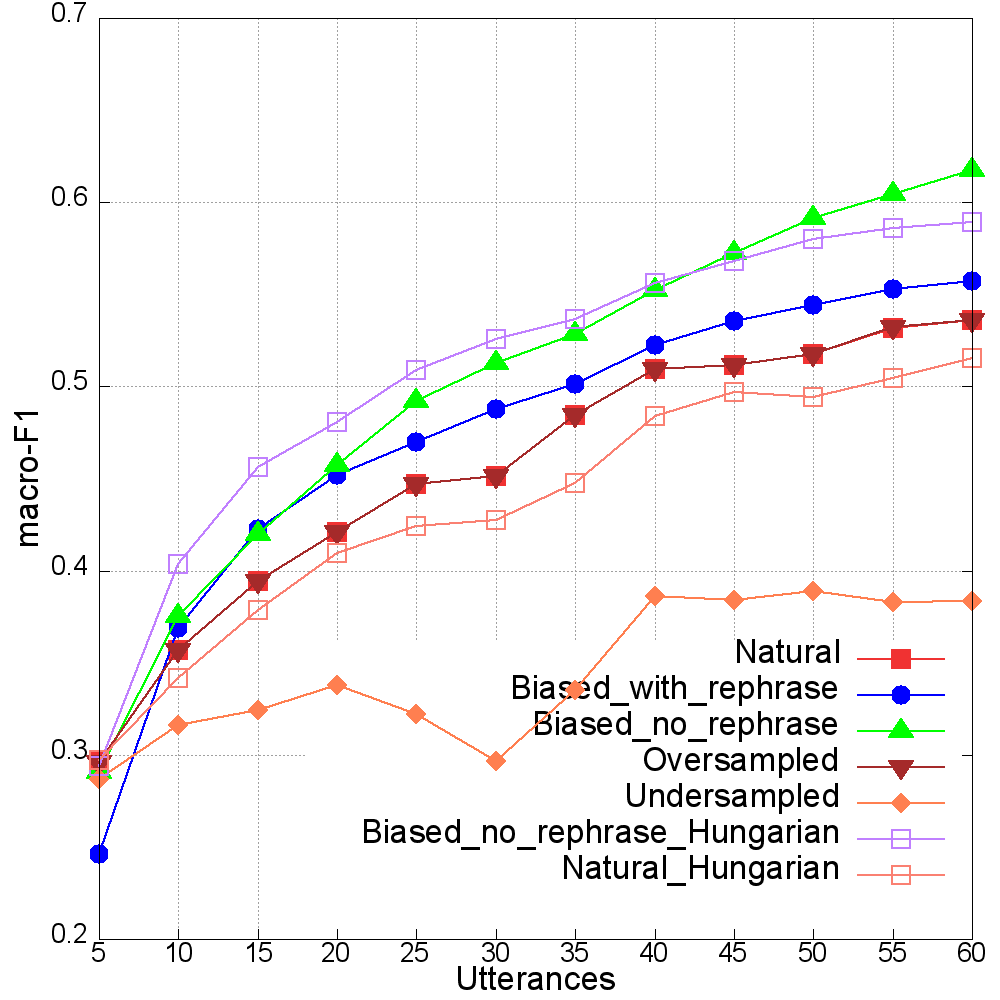 0.7
0.6
0.5
0.4
0.3
0.2
macro-F1
Natural
Biased_with_rephrase
Biased_no_rephrase
Oversampled
Undersampled
Biased_no_rephrase_Hungarian
Natural_Hungarian
5 10 15 20 25 30 35 40 45 50 55 60
Utterances